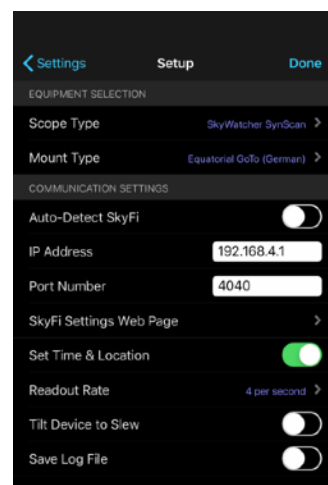 Settings Setup Done
EQUIPMENT SELECTION
Scope Type SkyWatcher SynScan
Mount Type Equatorial GoTo (German)
COMMUNICATION SETTINGS
Auto-Detect SkyFi
IP Address 192.168.4.1
Port Number 4040
SkyFi Settings Web Page
Set Time & Location
Readout Rate 4 per second
Tilt Device to Slew
Save Log File